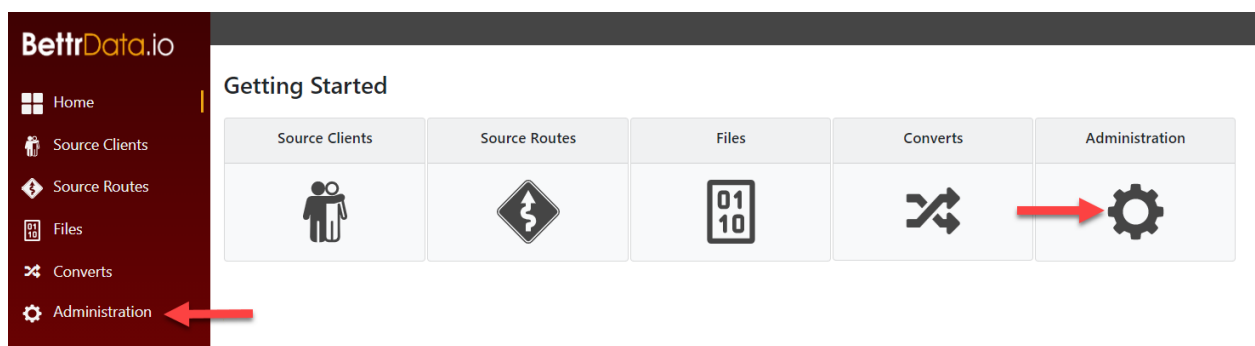 BettrData.io
Home
Source Clients
Source Routes
Files
Converts
Administration
Getting Started
Source Clients
Source Routes
Files
Converts
Administration
01
10